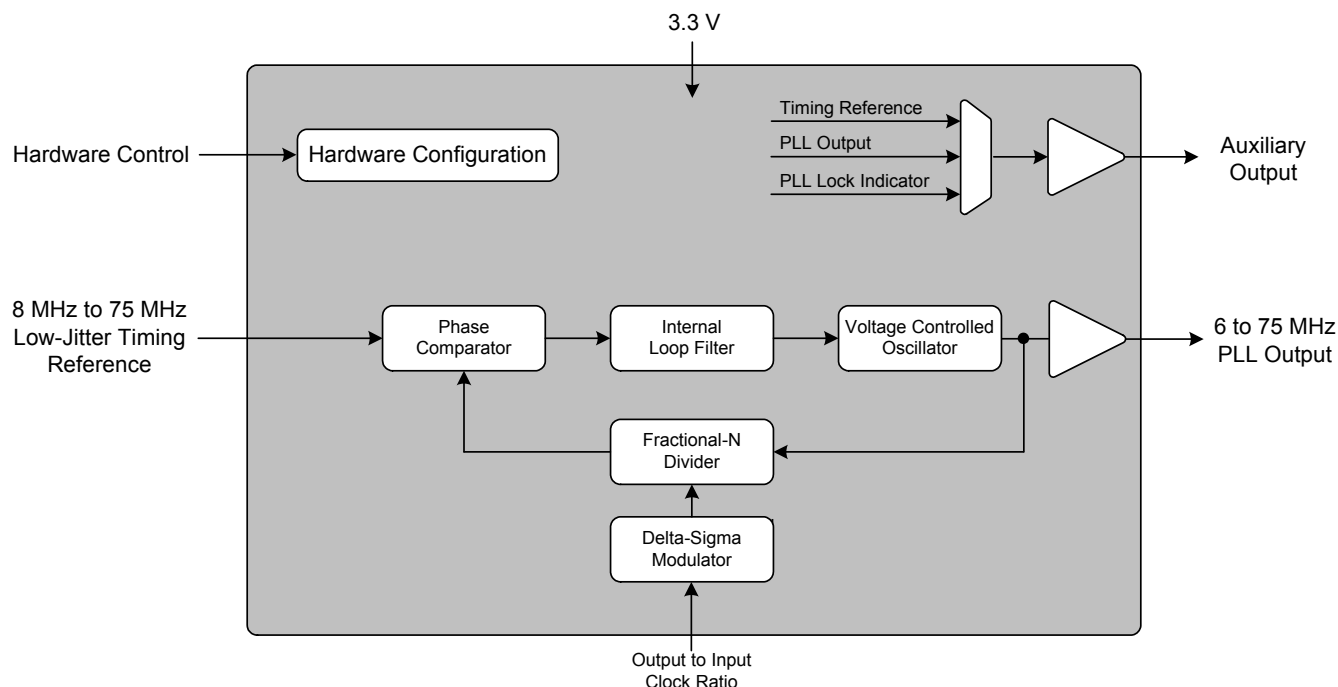 3.3 V
Hardware Control
Hardware Configuration
Timing Reference
PLL Output
PLL Lock Indicator
Auxiliary
Output
8 MHz to 75 MHz
Low-Jitter Timing
Reference
Phase
Comparator
Internal
Loop Filter
Voltage Controlled
Oscillator
6 to 75 MHz
PLL Output
Fractional-N
Divider
Delta-Sigma
Modulator
Output to Input
Clock Ratio